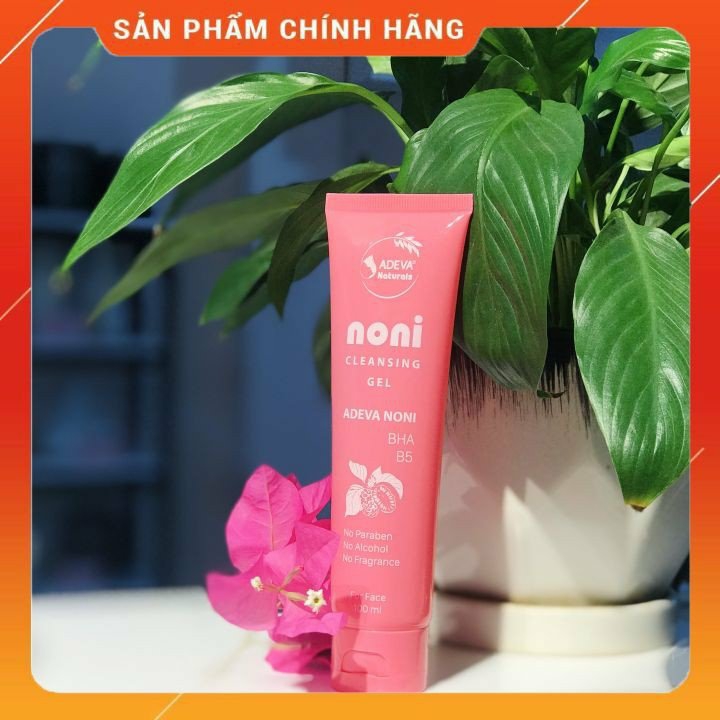 SẢN PHẨM CHÍNH HÃNG
ADEVA
Naturals
noni
CLEANSING
GEL
ADEVA NONI
BHA
B5
No Paraben
No Alcohol
No Fragrance
For Face
100 ml